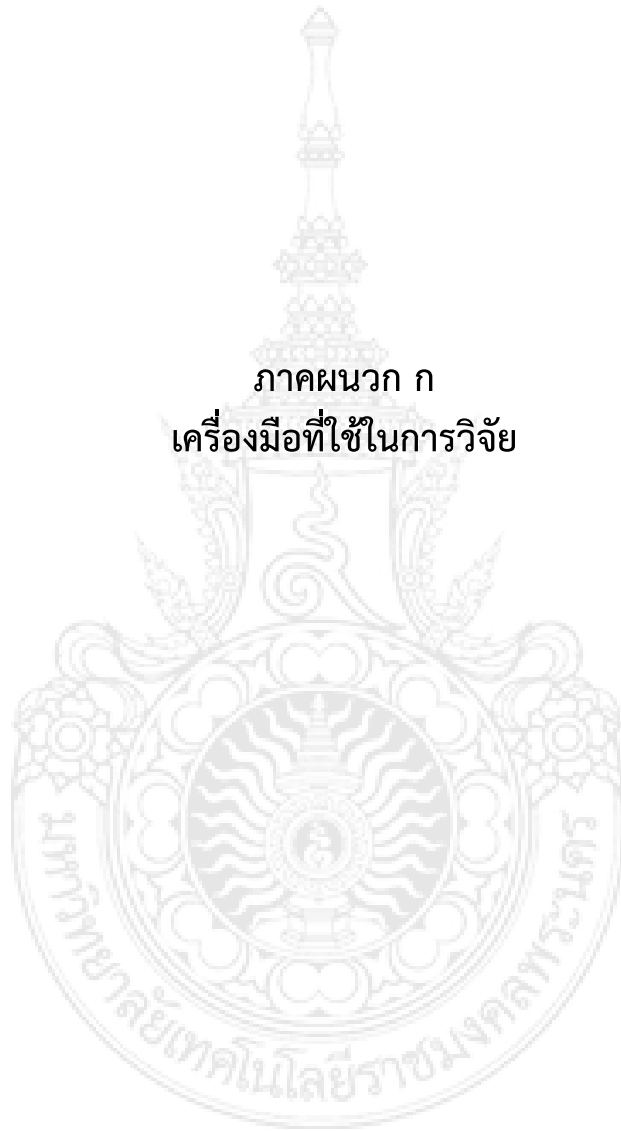 ภาคผนวก ก
เครื่องมือที่ใช้ในการวิจัย
มหาวิทยาลัยเทคโนโลยีราชมงคลพระนคร